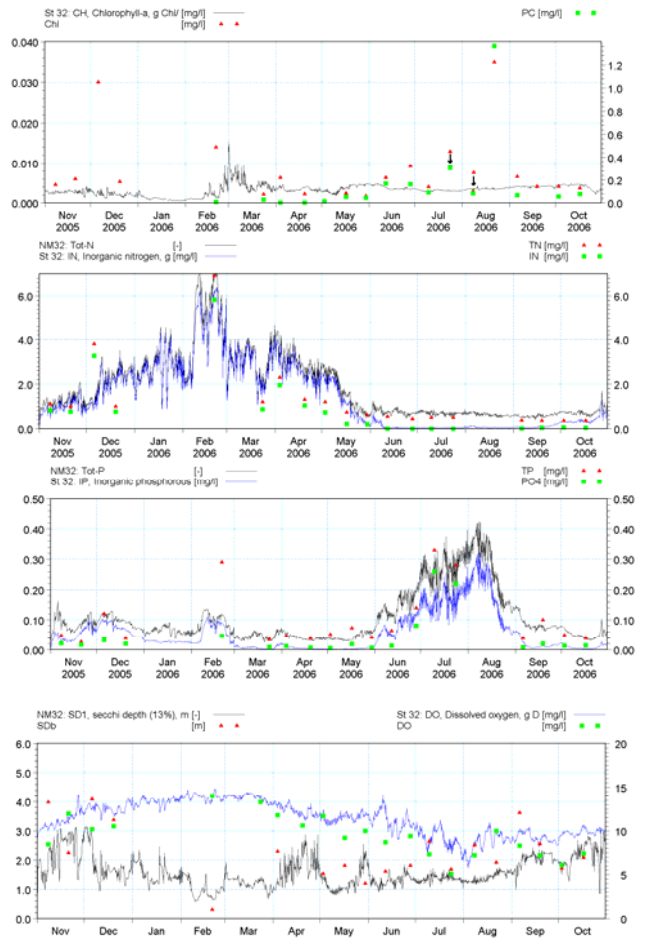 St 32: CH, Chlorophyll-a, g Chl/ [mg/l] PC [mg/l]
Chl [mg/l]
0.040
0.030
0.020
0.010
0.000
1.2
1.0
0.8
0.6
0.4
0.2
0.0
Nov Dec Jan Feb Mar Apr May Jun Jul Aug Sep Oct
2005 2005 2006 2006 2006 2006 2006 2006 2006 2006 2006 2006
NM32: Tot-N [-] TN [mg/l]
St 32: IN, Inorganic nitrogen, g [mg/l] IN [mg/l]
6.0 6.0
4.0 4.0
2.0 2.0
0.0 0.0
Nov Dec Jan Feb Mar Apr May Jun Jul Aug Sep Oct
2005 2005 2006 2006 2006 2006 2006 2006 2006 2006 2006 2006
NM32: Tot-P [-] TP [mg/l]
St 32: IP, Inorganic phosphorous [mg/l] PO4 [mg/l]
0.50 0.50
0.40 0.40
0.30 0.30
0.20 0.20
0.10 0.10
0.00 0.00
Nov Dec Jan Feb Mar Apr May Jun Jul Aug Sep Oct
2005 2005 2006 2006 2006 2006 2006 2006 2006 2006 2006 2006
NM32: SD1, secchi depth (13%), m [-] St 32: DO, Dissolved oxygen, g D [mg/l]
SDb [m] DO [mg/l]
6.0 20
5.0
4.0 15
3.0 10
2.0
1.0 5
0.0 0
Nov Dec Jan Feb Mar Apr May Jun Jul Aug Sep Oct